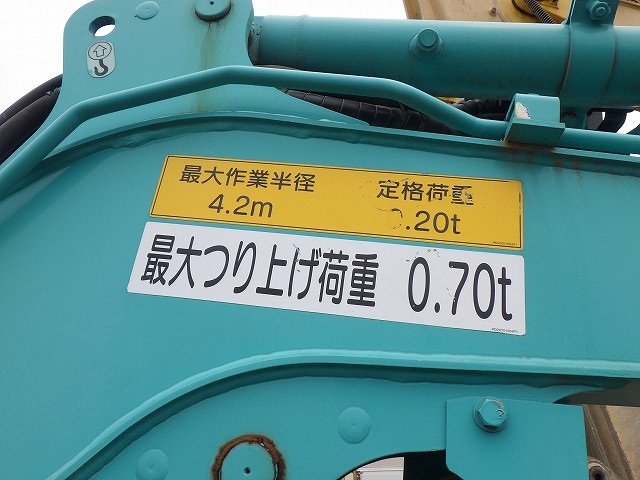 最大作業半径 定格荷重
4.2m .20t
最大つり上げ荷重 0.70t